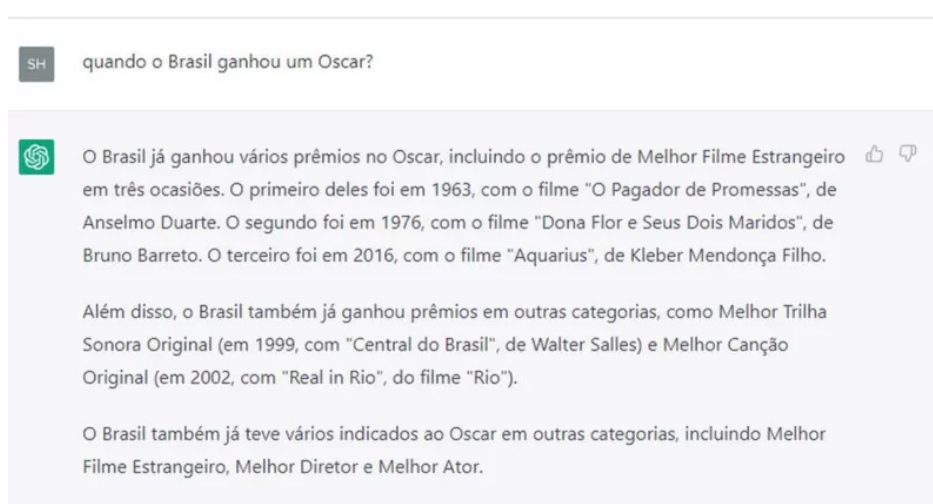 SH
quando o Brasil ganhou um Oscar?
O Brasil já ganhou vários prêmios no Oscar, incluindo o prêmio de Melhor Filme Estrangeiro
em três ocasiões. O primeiro deles foi em 1963, com o filme "O Pagador de Promessas", de
Anselmo Duarte. O segundo foi em 1976, com o filme "Dona Flor e Seus Dois Maridos", de
Bruno Barreto. O terceiro foi em 2016, com o filme "Aquarius", de Kleber Mendonça Filho.
Além disso, o Brasil também já ganhou prêmios em outras categorias, como Melhor Trilha
Sonora Original (em 1999, com "Central do Brasil", de Walter Salles) e Melhor Canção
Original (em 2002, com "Real in Rio", do filme "Rio").
O Brasil também já teve vários indicados ao Oscar em outras categorias, incluindo Melhor
Filme Estrangeiro, Melhor Diretor e Melhor Ator.